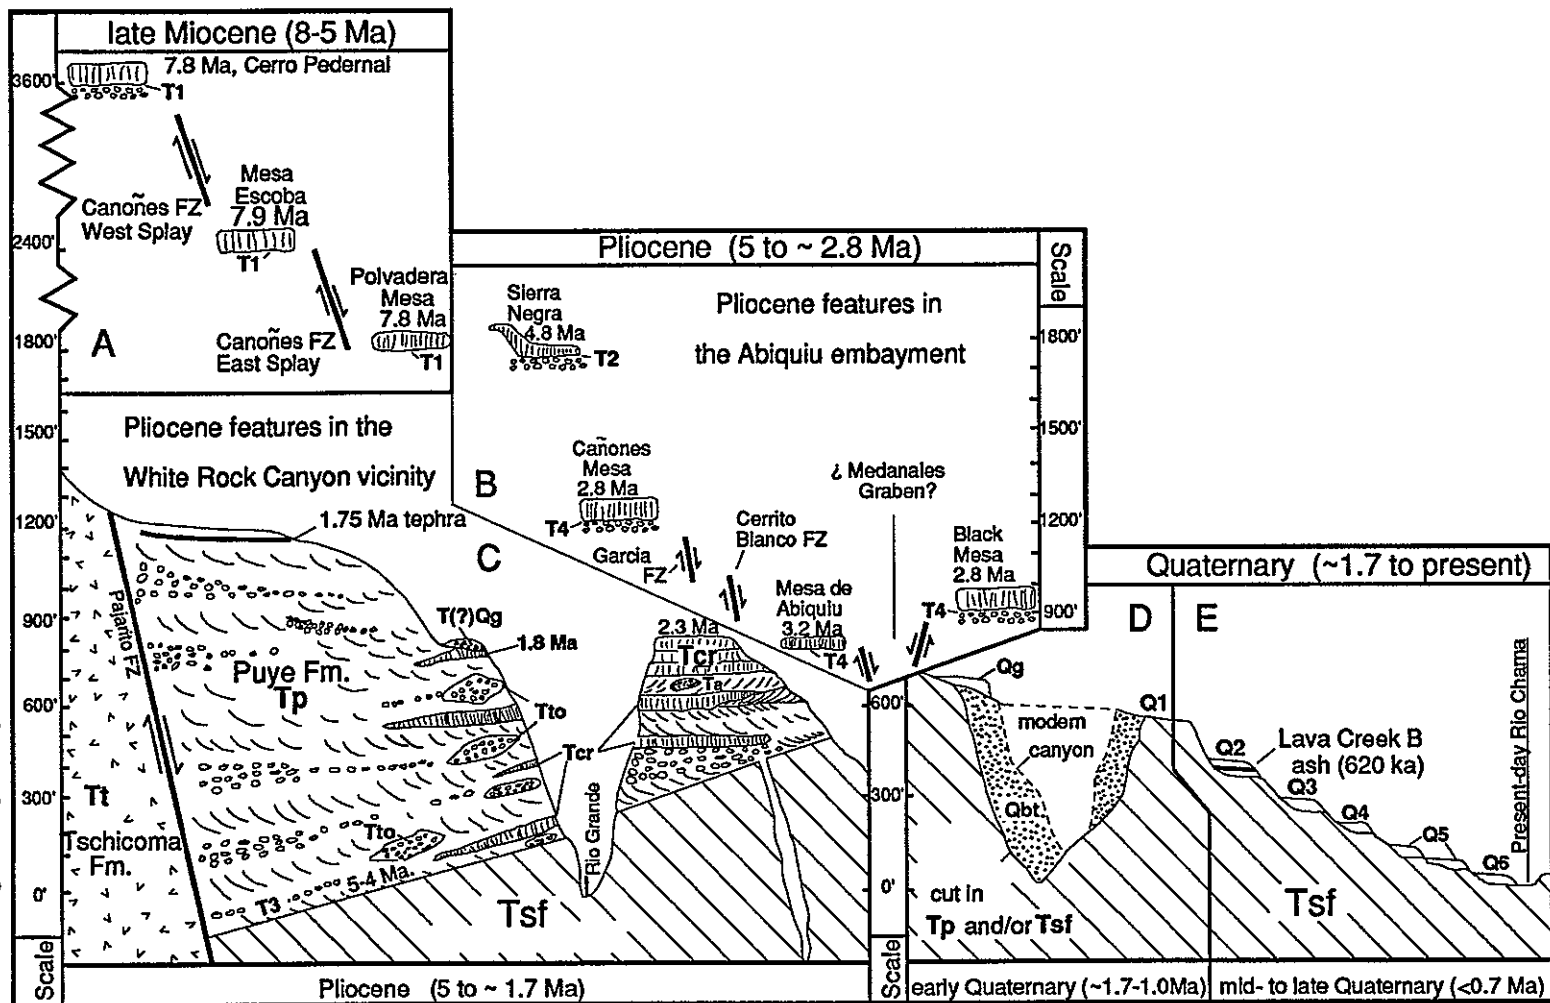 late Miocene (8-5 Ma)
3600'
7.8 Ma, Cerro Pedernal
T1
Mesa
Escoba
7.9 Ma
T1
Canoñes FZ
West Splay
2400'
Polvadera
Mesa
7.8 Ma
T1
Canoñes FZ
East Splay
1800'
A
Pliocene (5 to ~ 2.8 Ma)
Scale
Sierra
Negra
4.8 Ma
T2
Pliocene features in
the Abiquiu embayment
1800'
1500'
1200'
900'
Cañones
Mesa
2.8 Ma
T4
B
Garcia
FZ
Cerrito
Blanco FZ
¿ Medanales
Graben?
Mesa de
Abiquiu
3.2 Ma
T4
Black
Mesa
2.8 Ma
T4
Pliocene features in the
White Rock Canyon vicinity
1500'
1200'
900'
600'
300'
0'
Scale
C
1.75 Ma tephra
Pajarito FZ
T(?)Qg
1.8 Ma
Puye Fm.
Tp
Tto
Tcr
Tto
Tt
Tschicoma
Fm.
T3
5-4 Ma.
2.3 Ma
Tcr
Ta
Rio Grande
Tsf
Pliocene (5 to ~ 1.7 Ma)
Quaternary (~1.7 to present)
D
E
600'
300'
0'
Scale
Qg
modern
canyon
Qbt
cut in
Tp and/or Tsf
Q1
Q2
Lava Creek B
ash (620 ka)
Q3
Q4
Q5
Q6
Present-day Rio Chama
Tsf
early Quaternary (~1.7-1.0Ma)
mid- to late Quaternary (<0.7 Ma)